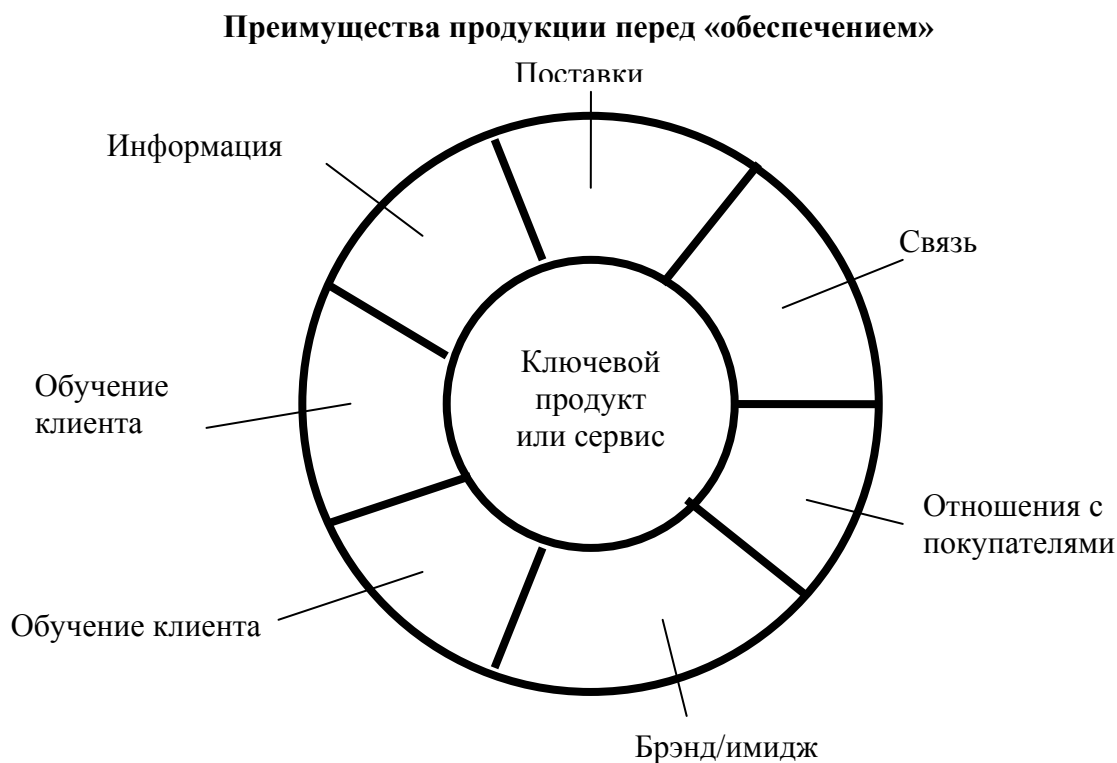 Преимущества продукции перед «обеспечением»
Поставки
Информация
Связь
Ключевой
продукт
или сервис
Обучение
клиента
Отношения с
покупателями
Обучение клиента
Брэнд/имидж